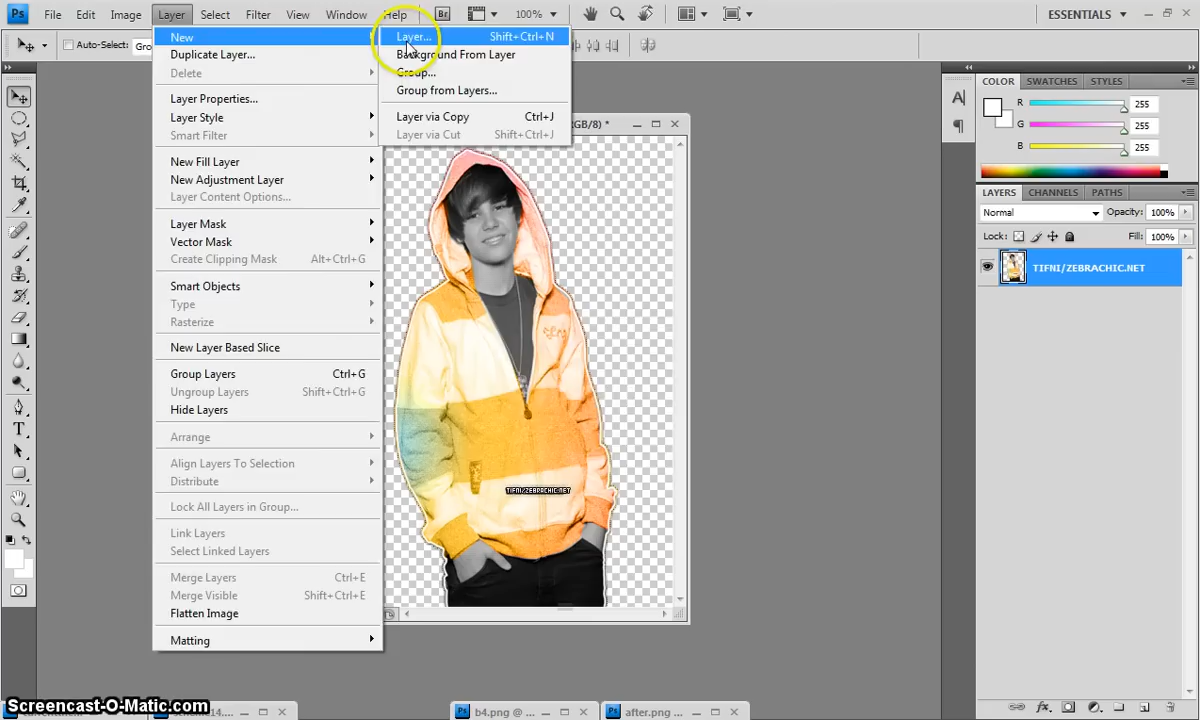 Ps File Edit Image Layer Select Filter View Window Help Br 100% ESSENTIALS
Auto-Select: Gro
New
Duplicate Layer...
Delete
Layer Properties...
Layer Style
Smart Filter
New Fill Layer
New Adjustment Layer
Layer Content Options...
Layer Mask
Vector Mask
Create Clipping Mask Alt+Ctrl+G
Smart Objects
Type
Rasterize
New Layer Based Slice
Group Layers Ctrl+G
Ungroup Layers Shift+Ctrl+G
Hide Layers
Arrange
Align Layers To Selection
Distribute
Lock All Layers in Group...
Link Layers
Select Linked Layers
Merge Layers Ctrl+E
Merge Visible Shift+Ctrl+E
Flatten Image
Matting
Layer... Shift+Ctrl+N
Background From Layer
Group...
Group from Layers...
Layer via Copy Ctrl+J
Layer via Cut Shift+Ctrl+J
RGB/8) *
TIFNI/ZEBRACHIC.NET
COLOR SWATCHES STYLES
R 255
G 255
B 255
LAYERS CHANNELS PATHS
Normal Opacity: 100%
Lock: Fill: 100%
TIFNI/ZEBRACHIC.NET
Ps b4.png @ ... Ps after.png ...
Screencast-O-Matic.com